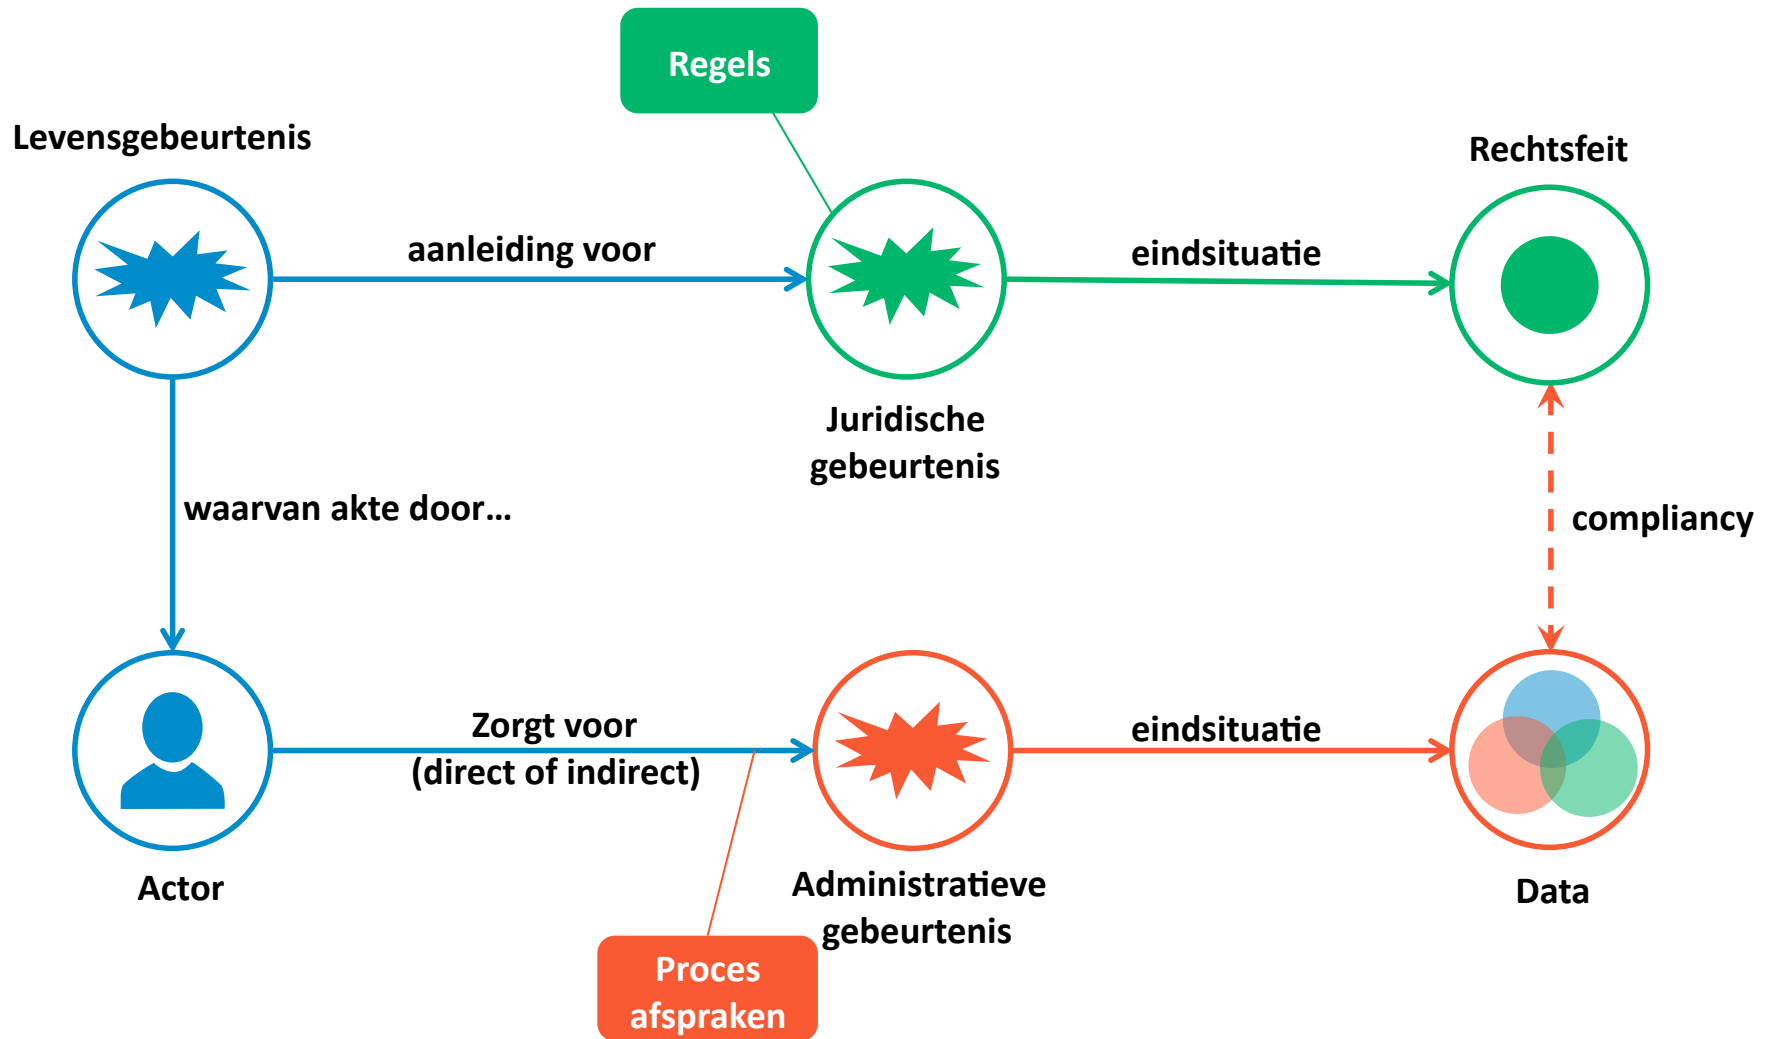 Regels
Levensgebeurtenis
Rechtsfeit
aanleiding voor
eindsituatie
Juridische
gebeurtenis
waarvan akte door...
compliancy
Zorgt voor
(direct of indirect)
eindsituatie
Actor
Administratieve
gebeurtenis
Data
Proces
afspraken